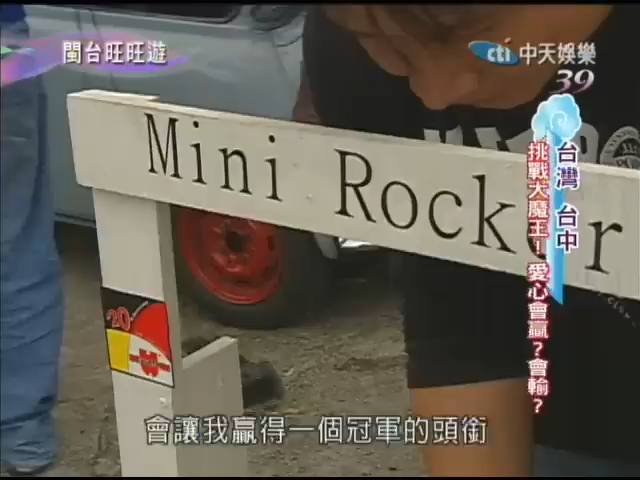 閩台旺旺遊
cti 中天娛樂
39
Mini Rocker
台灣 台中
挑戰大魔王！愛心會贏？會輸？
20
會讓我贏得一個冠軍的頭銜